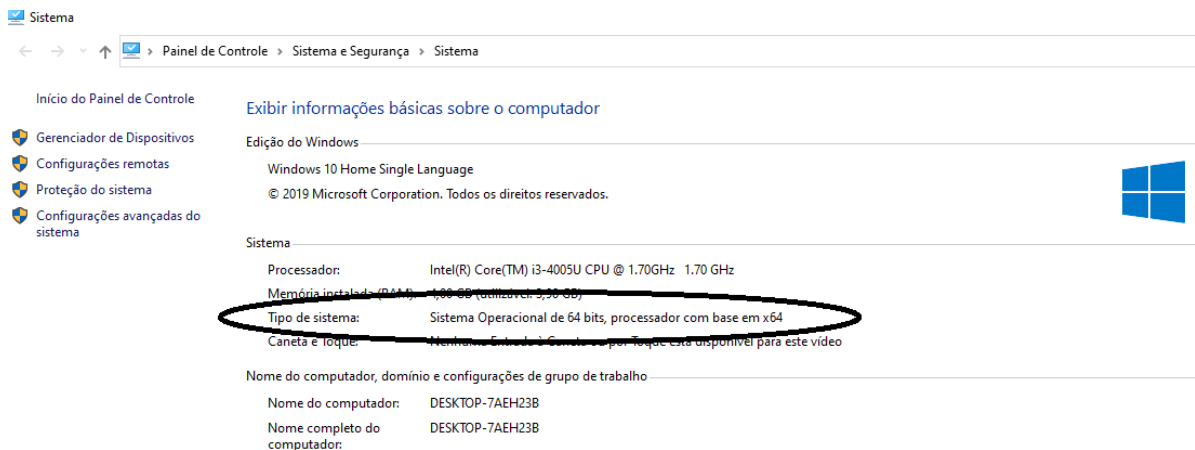 Sistema
Painel de Controle > Sistema e Segurança > Sistema
Início do Painel de Controle
Gerenciador de Dispositivos
Configurações remotas
Proteção do sistema
Configurações avançadas do
sistema
Exibir informações básicas sobre o computador
Edição do Windows
Windows 10 Home Single Language
© 2019 Microsoft Corporation. Todos os direitos reservados.
Sistema
Processador: Intel(R) Core(TM) i3-4005U CPU @ 1.70GHz 1.70 GHz
Memória instalada (RAM): 4,00 GB (utilizável:
Tipo de sistema: Sistema Operacional de 64 bits, processador com base em x64
Caneta e Toque: Nenhuma Entrada à Caneta ou por Toque está disponível para este vídeo
Nome do computador, domínio e configurações de grupo de trabalho
Nome do computador: DESKTOP-7AEH23B
Nome completo do DESKTOP-7AEH23B
computador: